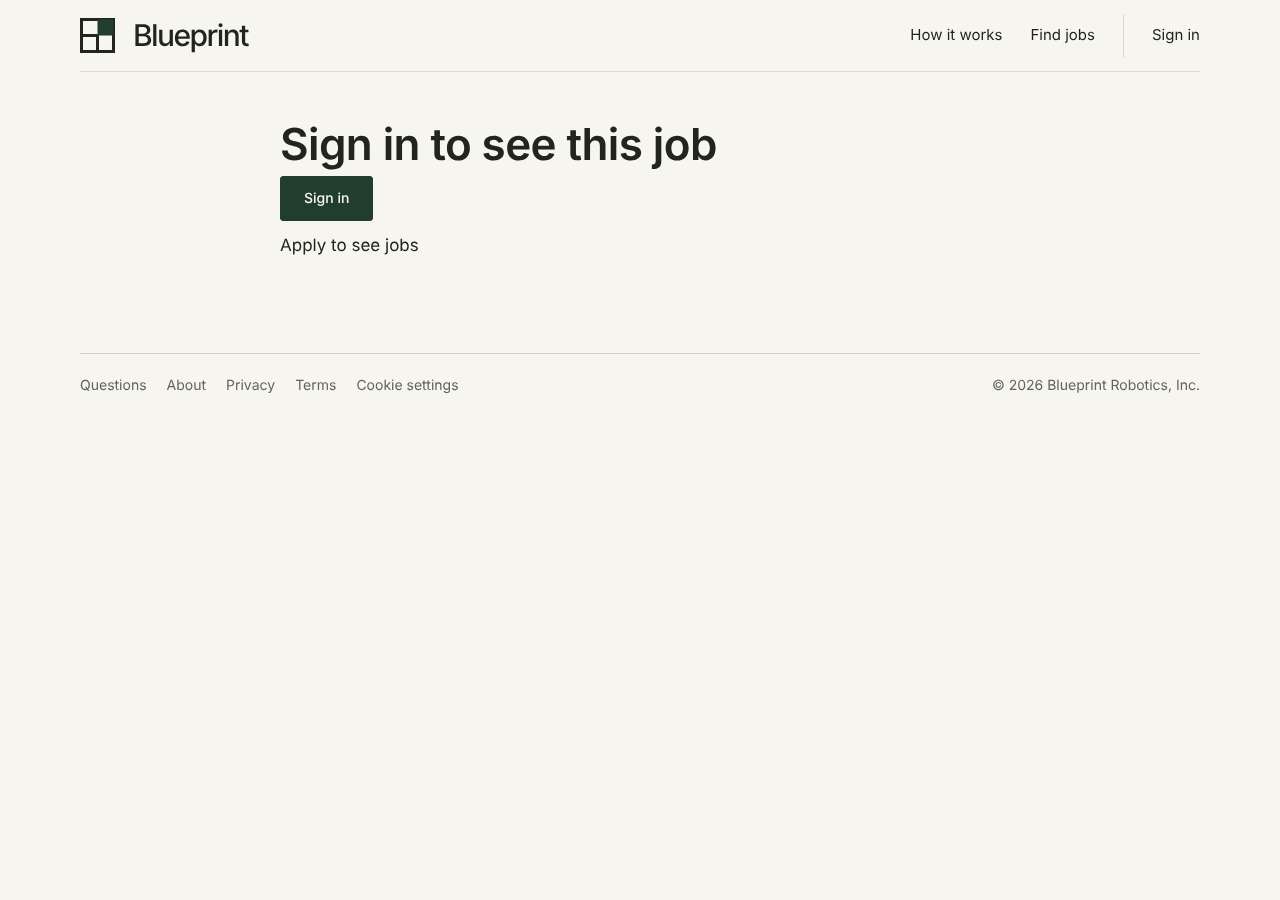 Blueprint
How it works
Find jobs
Sign in
Sign in to see this job
Sign in
Apply to see jobs
Questions
About
Privacy
Terms
Cookie settings
© 2026 Blueprint Robotics, Inc.